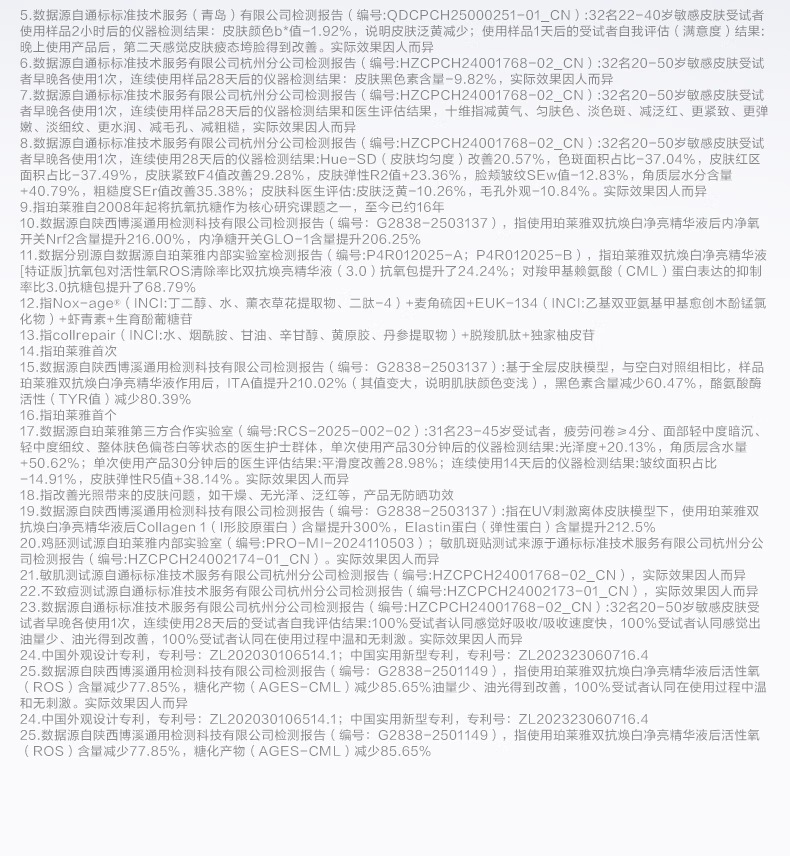 5.数据源自通标标准技术服务（青岛）有限公司检测报告（编号:QDCPCH25000251-01_CN）:32名22-40岁敏感皮肤受试者
使用样品2小时后的仪器检测结果：皮肤颜色b*值-1.92%，说明皮肤泛黄减少；使用样品1天后的受试者自我评估（满意度）结果:
晚上使用产品后，第二天感觉皮肤疲态垮脸得到改善。实际效果因人而异
6.数据源自通标标准技术服务有限公司杭州分公司检测报告（编号:HZCPCH24001768-02_CN）:32名20-50岁敏感皮肤受试
者早晚各使用1次，连续使用样品28天后的仪器检测结果：皮肤黑色素含量-9.82%，实际效果因人而异
7.数据源自通标标准技术服务有限公司杭州分公司检测报告（编号:HZCPCH24001768-02_CN）:32名20-50岁敏感皮肤受试
者早晚各使用1次，连续使用样品28天后的仪器检测结果和医生评估结果，十维指减黄气、匀肤色、淡色斑、减泛红、更紧致、更弹
嫩、淡细纹、更水润、减毛孔、减粗糙，实际效果因人而异
8.数据源自通标标准技术服务有限公司杭州分公司检测报告（编号:HZCPCH24001768-02_CN）:32名20-50岁敏感皮肤受试
者早晚各使用1次，连续使用28天后的仪器检测结果:Hue-SD（皮肤均匀度）改善20.57%，色斑面积占比-37.04%，皮肤红区
面积占比-37.49%，皮肤紧致F4值改善29.28%，皮肤弹性R2值+23.36%，脸颊皱纹SEw值-12.83%，角质层水分含量
+40.79%，粗糙度SEr值改善35.38%；皮肤科医生评估:皮肤泛黄-10.26%，毛孔外观-10.84%。实际效果因人而异
9.指珀莱雅自2008年起将抗氧抗糖作为核心研究课题之一，至今已约16年
10.数据源自陕西博溪通用检测科技有限公司检测报告（编号：G2838-2503137），指使用珀莱雅双抗焕白净亮精华液后内净氧
开关Nrf2含量提升216.00%，内净糖开关GLO-1含量提升206.25%
11.数据分别源自数据源自珀莱雅内部实验室检测报告（编号:P4R012025-A；P4R012025-B），指珀莱雅双抗焕白净亮精华液
[特证版]抗氧包对活性氧ROS清除率比双抗焕亮精华液（3.0）抗氧包提升了24.24%；对羧甲基赖氨酸（CML）蛋白表达的抑制
率比3.0抗糖包提升了68.79%
12.指Nox-age®（INCI:丁二醇、水、薰衣草花提取物、二肽-4）+麦角硫因+EUK-134（INCI:乙基双亚氨基甲基愈创木酚锰氯
化物）+虾青素+生育酚葡糖苷
13.指collrepair（INCI:水、烟酰胺、甘油、辛甘醇、黄原胶、丹参提取物）+脱羧肌肽+独家柚皮苷
14.指珀莱雅首次
15.数据源自陕西博溪通用检测科技有限公司检测报告（编号：G2838-2503137）:基于全层皮肤模型，与空白对照组相比，样品
珀莱雅双抗焕白净亮精华液作用后，ITA值提升210.02%（其值变大，说明肌肤颜色变浅），黑色素含量减少60.47%，酪氨酸酶
活性（TYR值）减少80.39%
16.指珀莱雅首个
17.数据源自珀莱雅第三方合作实验室（编号:RCS-2025-002-02）:31名23-45岁受试者，疲劳问卷≥4分、面部轻中度暗沉、
轻中度细纹、整体肤色偏苍白等状态的医生护士群体，单次使用产品30分钟后的仪器检测结果:光泽度+20.13%，角质层含水量
+50.62%；单次使用产品30分钟后的医生评估结果:平滑度改善28.98%；连续使用14天后的仪器检测结果:皱纹面积占比
-14.91%，皮肤弹性R5值+38.14%。实际效果因人而异
18.指改善光照带来的皮肤问题，如干燥、无光泽、泛红等，产品无防晒功效
19.数据源自陕西博溪通用检测科技有限公司检测报告（编号：G2838-2503137）:指在UV刺激离体皮肤模型下，使用珀莱雅双
抗焕白净亮精华液后Collagen 1（I形胶原蛋白）含量提升300%，Elastin蛋白（弹性蛋白）含量提升212.5%
20.鸡胚测试源自珀莱雅内部实验室（编号:PRO-MI-2024110503）；敏肌斑贴测试来源于通标标准技术服务有限公司杭州分公
司检测报告（编号:HZCPCH24002174-01_CN）。实际效果因人而异
21.敏肌测试源自通标标准技术服务有限公司杭州分公司检测报告（编号:HZCPCH24001768-02_CN），实际效果因人而异
22.不致痘测试源自通标标准技术服务有限公司杭州分公司检测报告（编号:HZCPCH24002173-01_CN），实际效果因人而异
23.数据源自通标标准技术服务有限公司杭州分公司检测报告（编号:HZCPCH24001768-02_CN）:32名20-50岁敏感皮肤受
试者早晚各使用1次，连续使用28天后的受试者自我评估结果:100%受试者认同感觉好吸收/吸收速度快，100%受试者认同感觉出
油量少、油光得到改善，100%受试者认同在使用过程中温和无刺激。实际效果因人而异
24.中国外观设计专利，专利号：ZL202030106514.1；中国实用新型专利，专利号：ZL202323060716.4
25.数据源自陕西博溪通用检测科技有限公司检测报告（编号：G2838-2501149），指使用珀莱雅双抗焕白净亮精华液后活性氧
（ROS）含量减少77.85%，糖化产物（AGES-CML）减少85.65%油量少、油光得到改善，100%受试者认同在使用过程中温
和无刺激。实际效果因人而异
24.中国外观设计专利，专利号：ZL202030106514.1；中国实用新型专利，专利号：ZL202323060716.4
25.数据源自陕西博溪通用检测科技有限公司检测报告（编号：G2838-2501149），指使用珀莱雅双抗焕白净亮精华液后活性氧
（ROS）含量减少77.85%，糖化产物（AGES-CML）减少85.65%